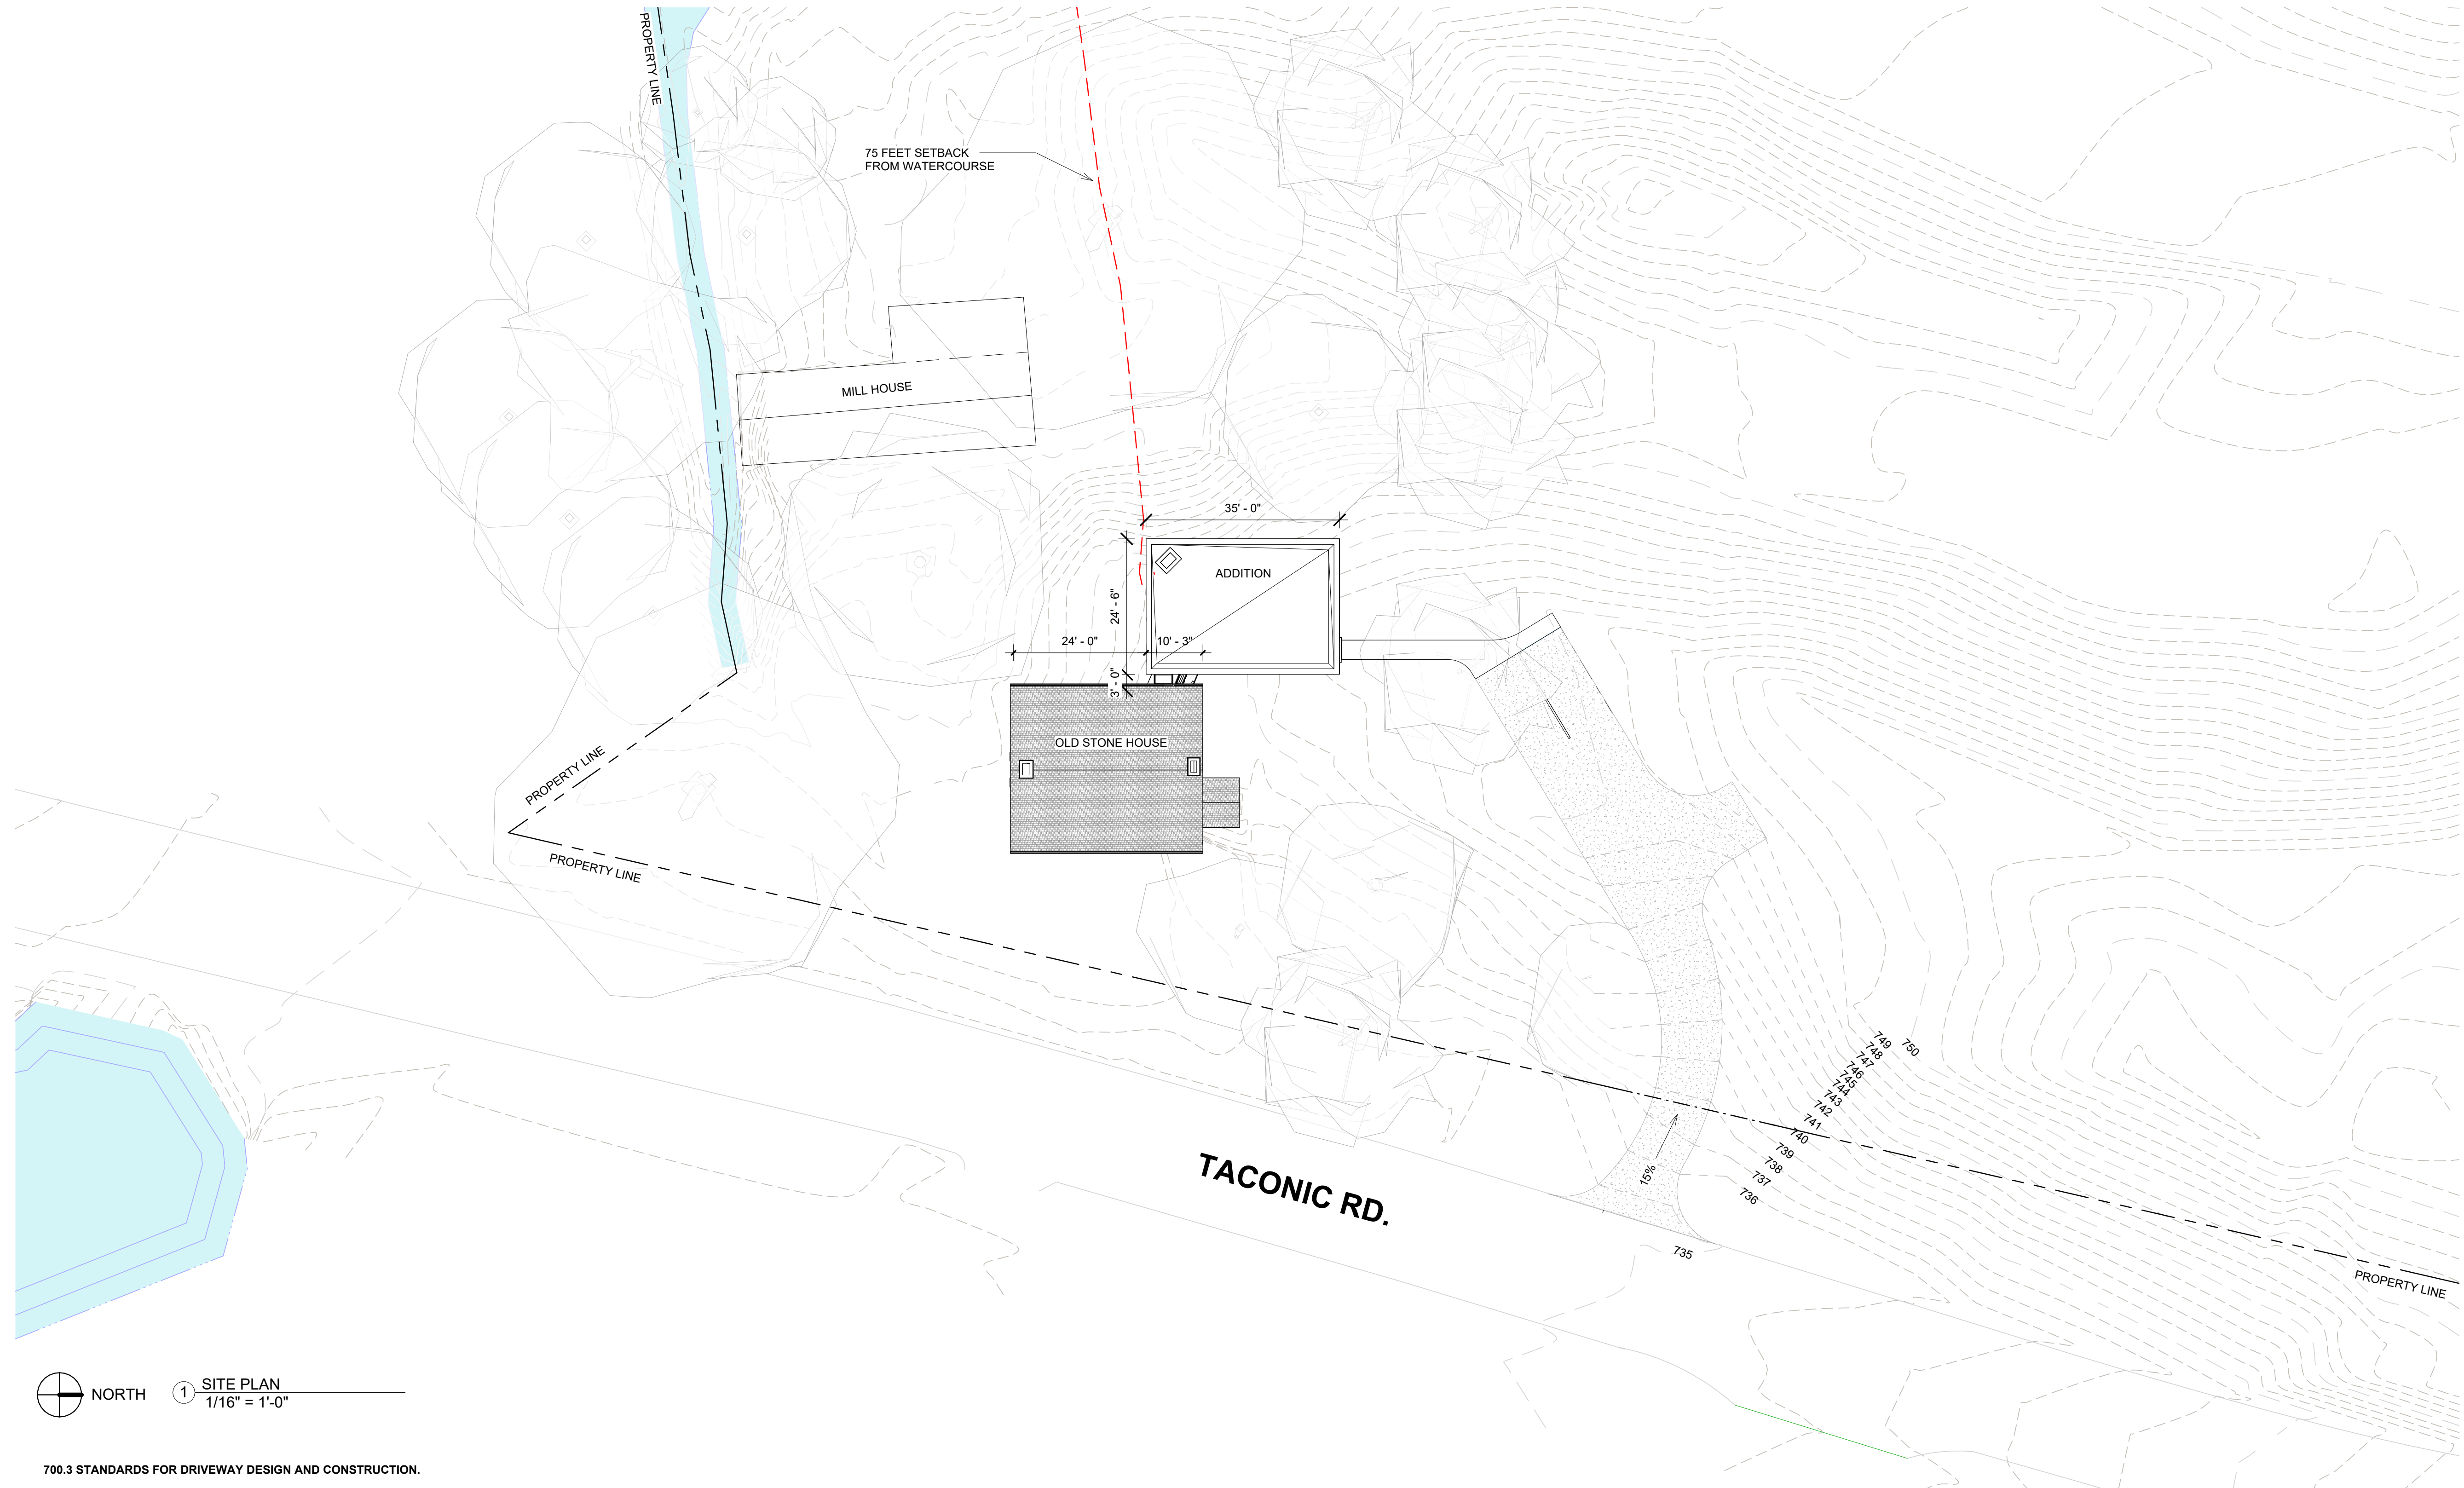 PROPERTY LINE
75 FEET SETBACK
FROM WATERCOURSE
MILL HOUSE
35' - 0"
ADDITION
24' - 6"
24' - 0"
10' - 3"
3' - 0"
OLD STONE HOUSE
PROPERTY LINE
PROPERTY LINE
749
750
748
747
746
745
744
743
742
741
740
739
738
737
736
735
15%
TACONIC RD.
PROPERTY LINE
NORTH
1
SITE PLAN
1/16" = 1'-0"
700.3 STANDARDS FOR DRIVEWAY DESIGN AND CONSTRUCTION.